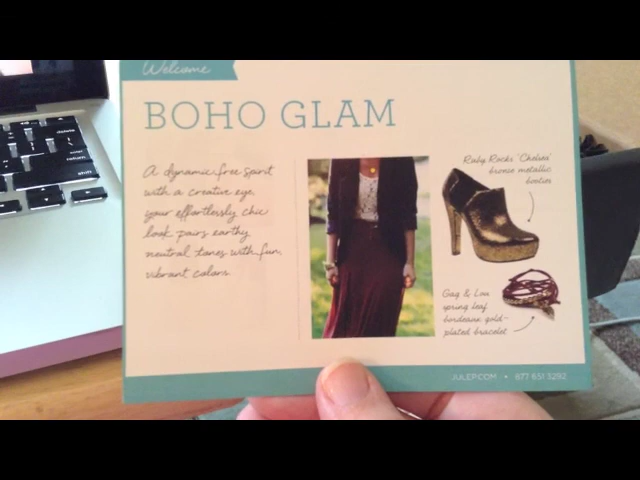 Welcome
BOHO GLAM
A dynamic free spirit
with a creative eye,
your effortlessly chic
look pairs earthy
neutral tones with fun,
vibrant colors.
Ruby Rocks 'Chelsea'
bronze metallic
booties
Gag & Lou
spring leaf
bordeaux gold-
plated bracelet
JULEP.COM • 877 651 3292